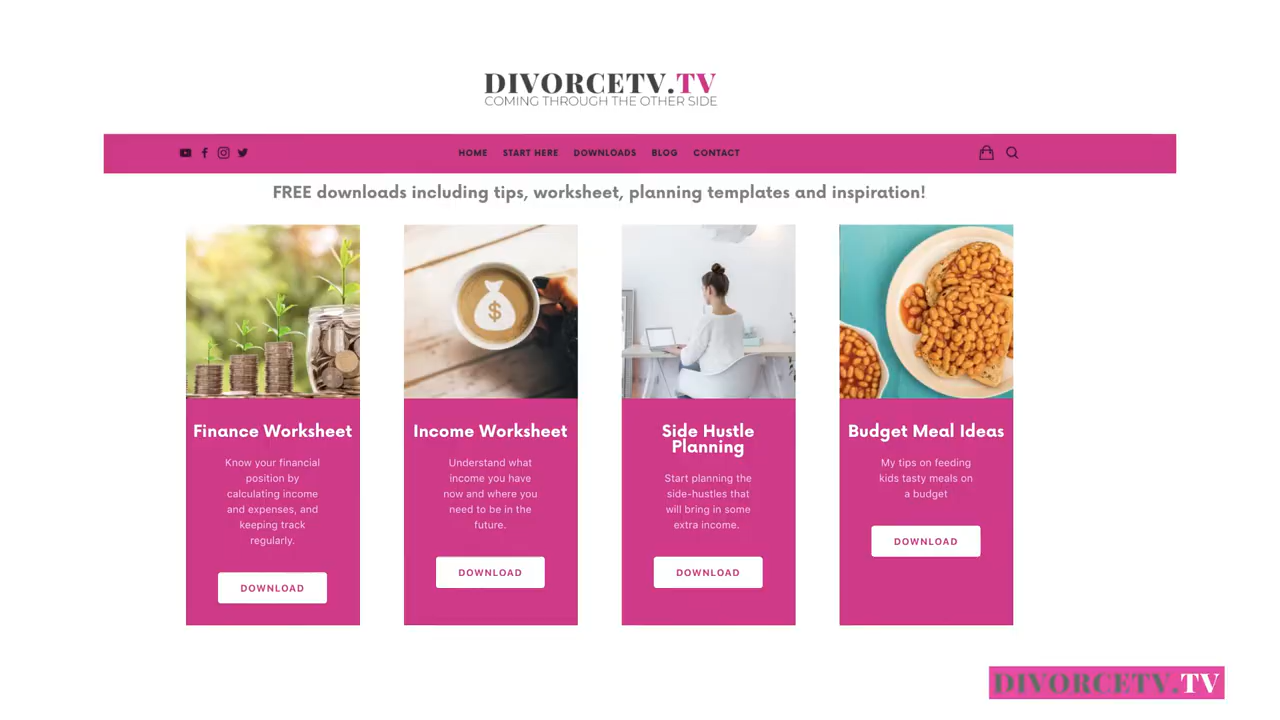 DIVORCETV.TV
COMING THROUGH THE OTHER SIDE
HOME START HERE DOWNLOADS BLOG CONTACT
FREE downloads including tips, worksheet, planning templates and inspiration!
$
Finance Worksheet
Know your financial
position by
calculating income
and expenses, and
keeping track
regularly.
DOWNLOAD
Income Worksheet
Understand what
income you have
now and where you
need to be in the
future.
DOWNLOAD
Side Hustle
Planning
Start planning the
side-hustles that
will bring in some
extra income.
DOWNLOAD
Budget Meal Ideas
My tips on feeding
kids tasty meals on
a budget
DOWNLOAD
DIVORCETV.TV